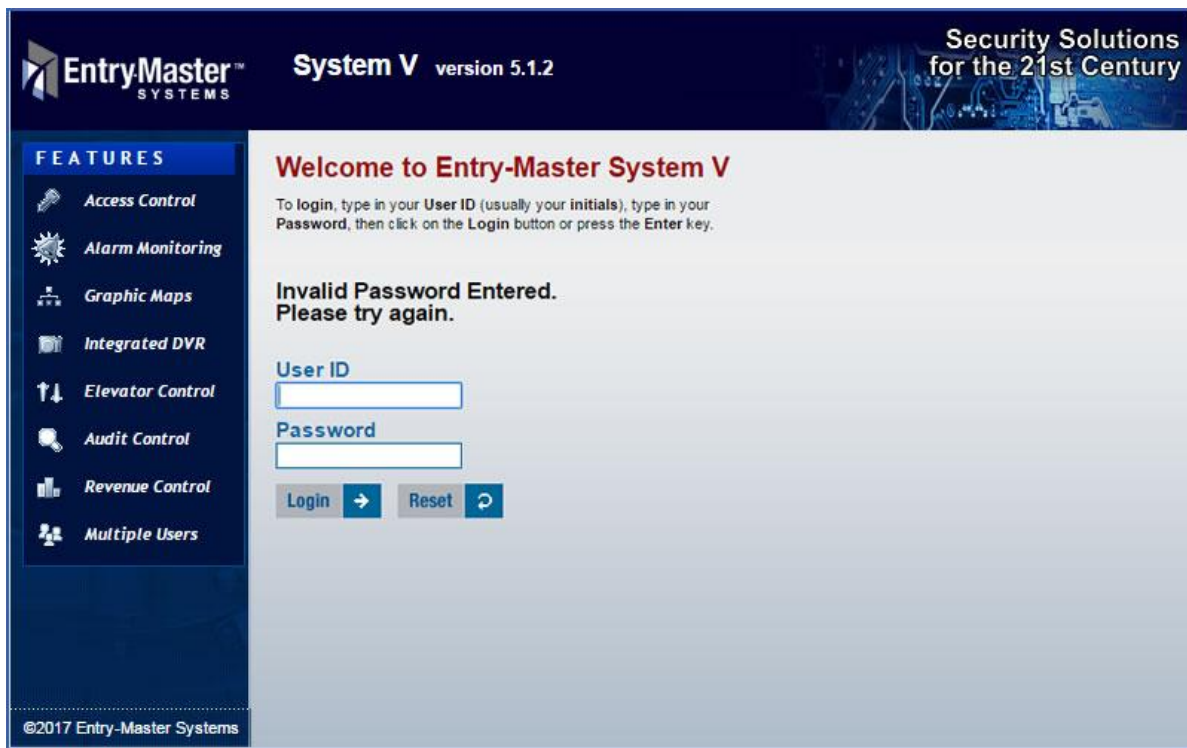 Entry-Master™
SYSTEMS
System V version 5.1.2
Security Solutions
for the 21st Century
FEATURES
Access Control
Alarm Monitoring
Graphic Maps
Integrated DVR
Elevator Control
Audit Control
Revenue Control
Multiple Users
©2017 Entry-Master Systems
Welcome to Entry-Master System V
To login, type in your User ID (usually your initials), type in your
Password, then click on the Login button or press the Enter key.
Invalid Password Entered.
Please try again.
User ID
Password
Login Reset